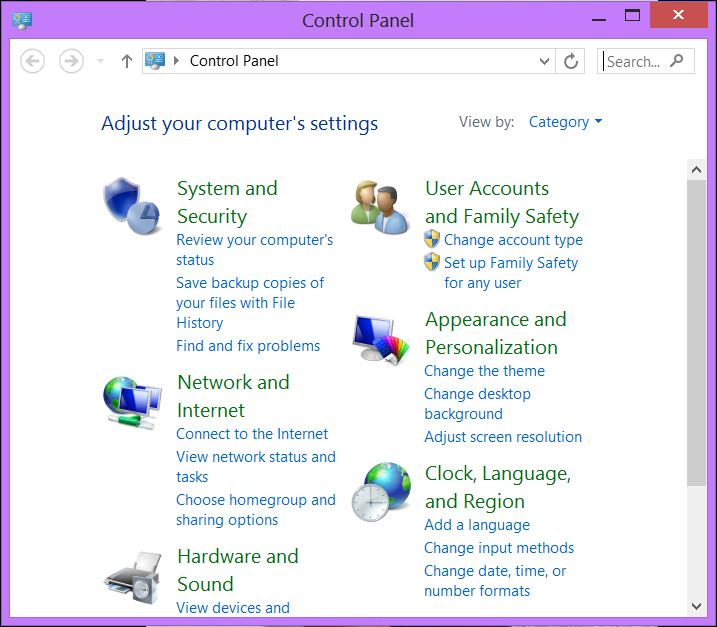 Control Panel
Control Panel
Search...
Adjust your computer's settings
View by:
Category
System and
Security
Review your computer's
status
Save backup copies of
your files with File
History
Find and fix problems
Network and
Internet
Connect to the Internet
View network status and
tasks
Choose homegroup and
sharing options
Hardware and
Sound
View devices and
User Accounts
and Family Safety
Change account type
Set up Family Safety
for any user
Appearance and
Personalization
Change the theme
Change desktop
background
Adjust screen resolution
Clock, Language,
and Region
Add a language
Change input methods
Change date, time, or
number formats